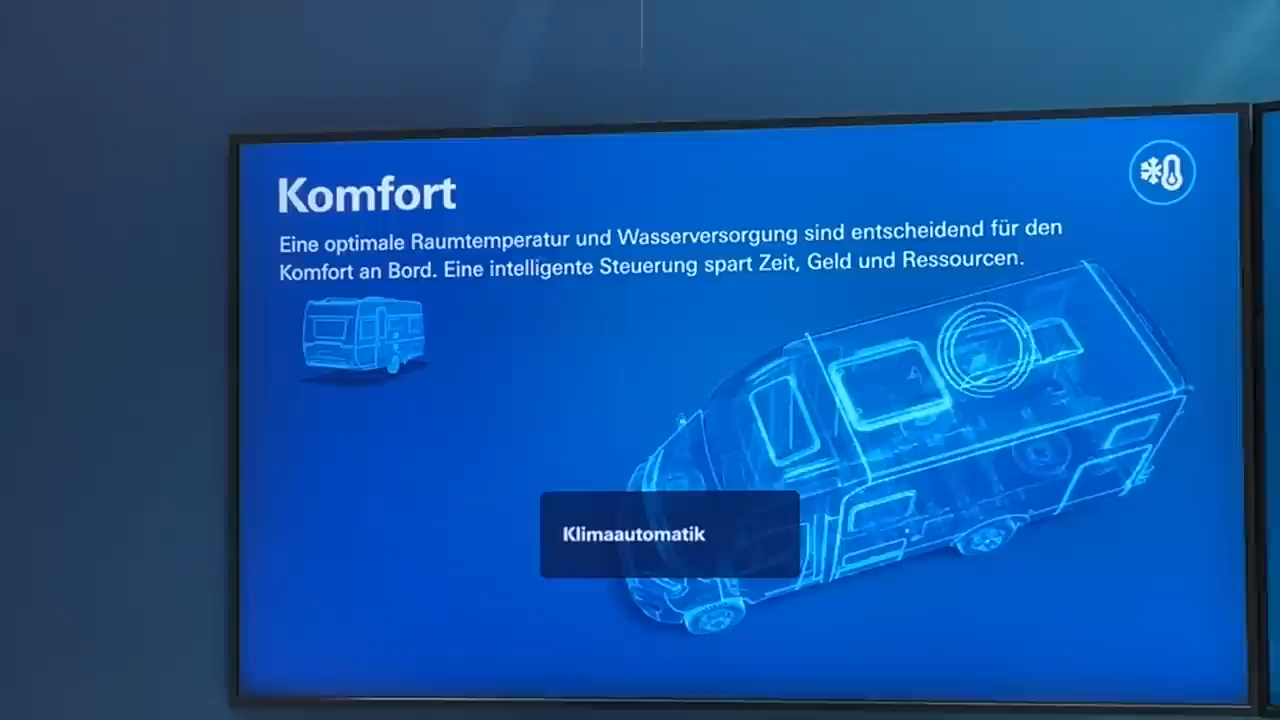 Komfort
Eine optimale Raumtemperatur und Wasserversorgung sind entscheidend für den
Komfort an Bord. Eine intelligente Steuerung spart Zeit, Geld und Ressourcen.
Klimaautomatik